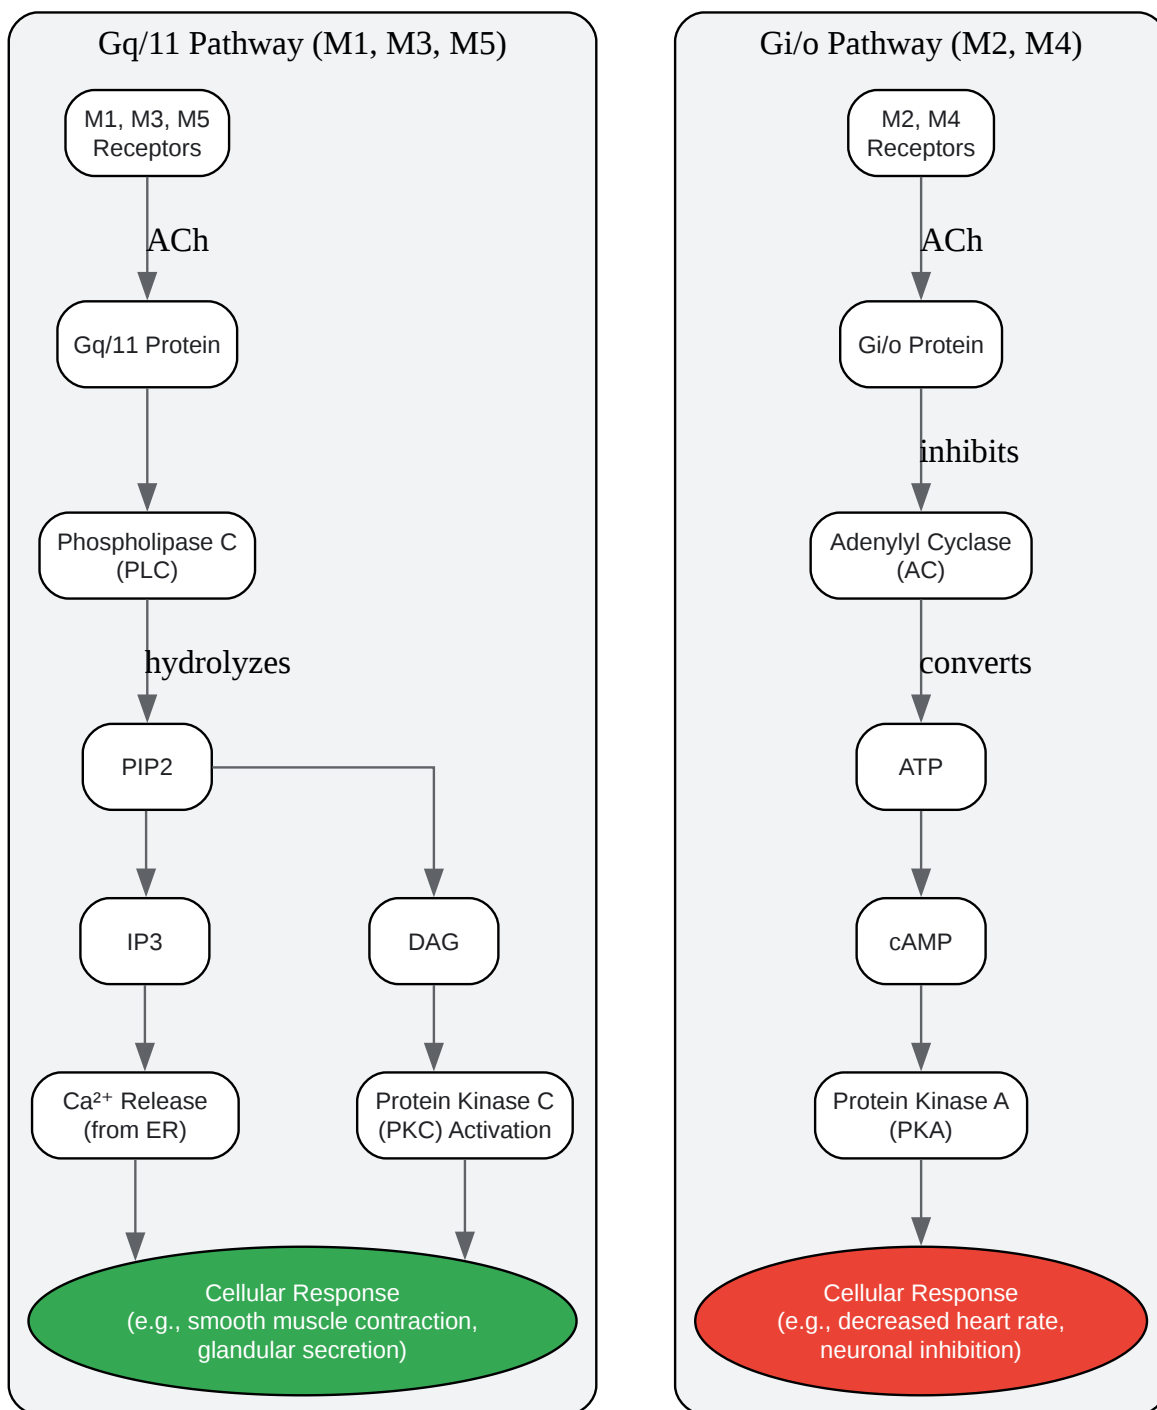 Gq/11 Pathway (M1, M3, M5)
M1, M3, M5
Receptors
ACh
Gq/11 Protein
Phospholipase C
(PLC)
hydrolyzes
PIP2
IP3
DAG
Ca²⁺ Release
(from ER)
Protein Kinase C
(PKC) Activation
Cellular Response
(e.g., smooth muscle contraction,
glandular secretion)
Gi/o Pathway (M2, M4)
M2, M4
Receptors
ACh
Gi/o Protein
inhibits
Adenylyl Cyclase
(AC)
converts
ATP
cAMP
Protein Kinase A
(PKA)
Cellular Response
(e.g., decreased heart rate,
neuronal inhibition)